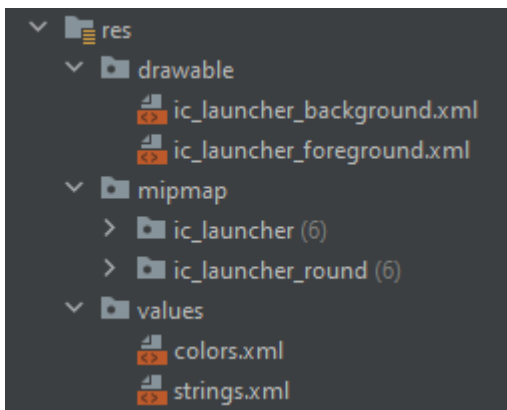 res
drawable
ic_launcher_background.xml
ic_launcher_foreground.xml
mipmap
ic_launcher (6)
ic_launcher_round (6)
values
colors.xml
strings.xml